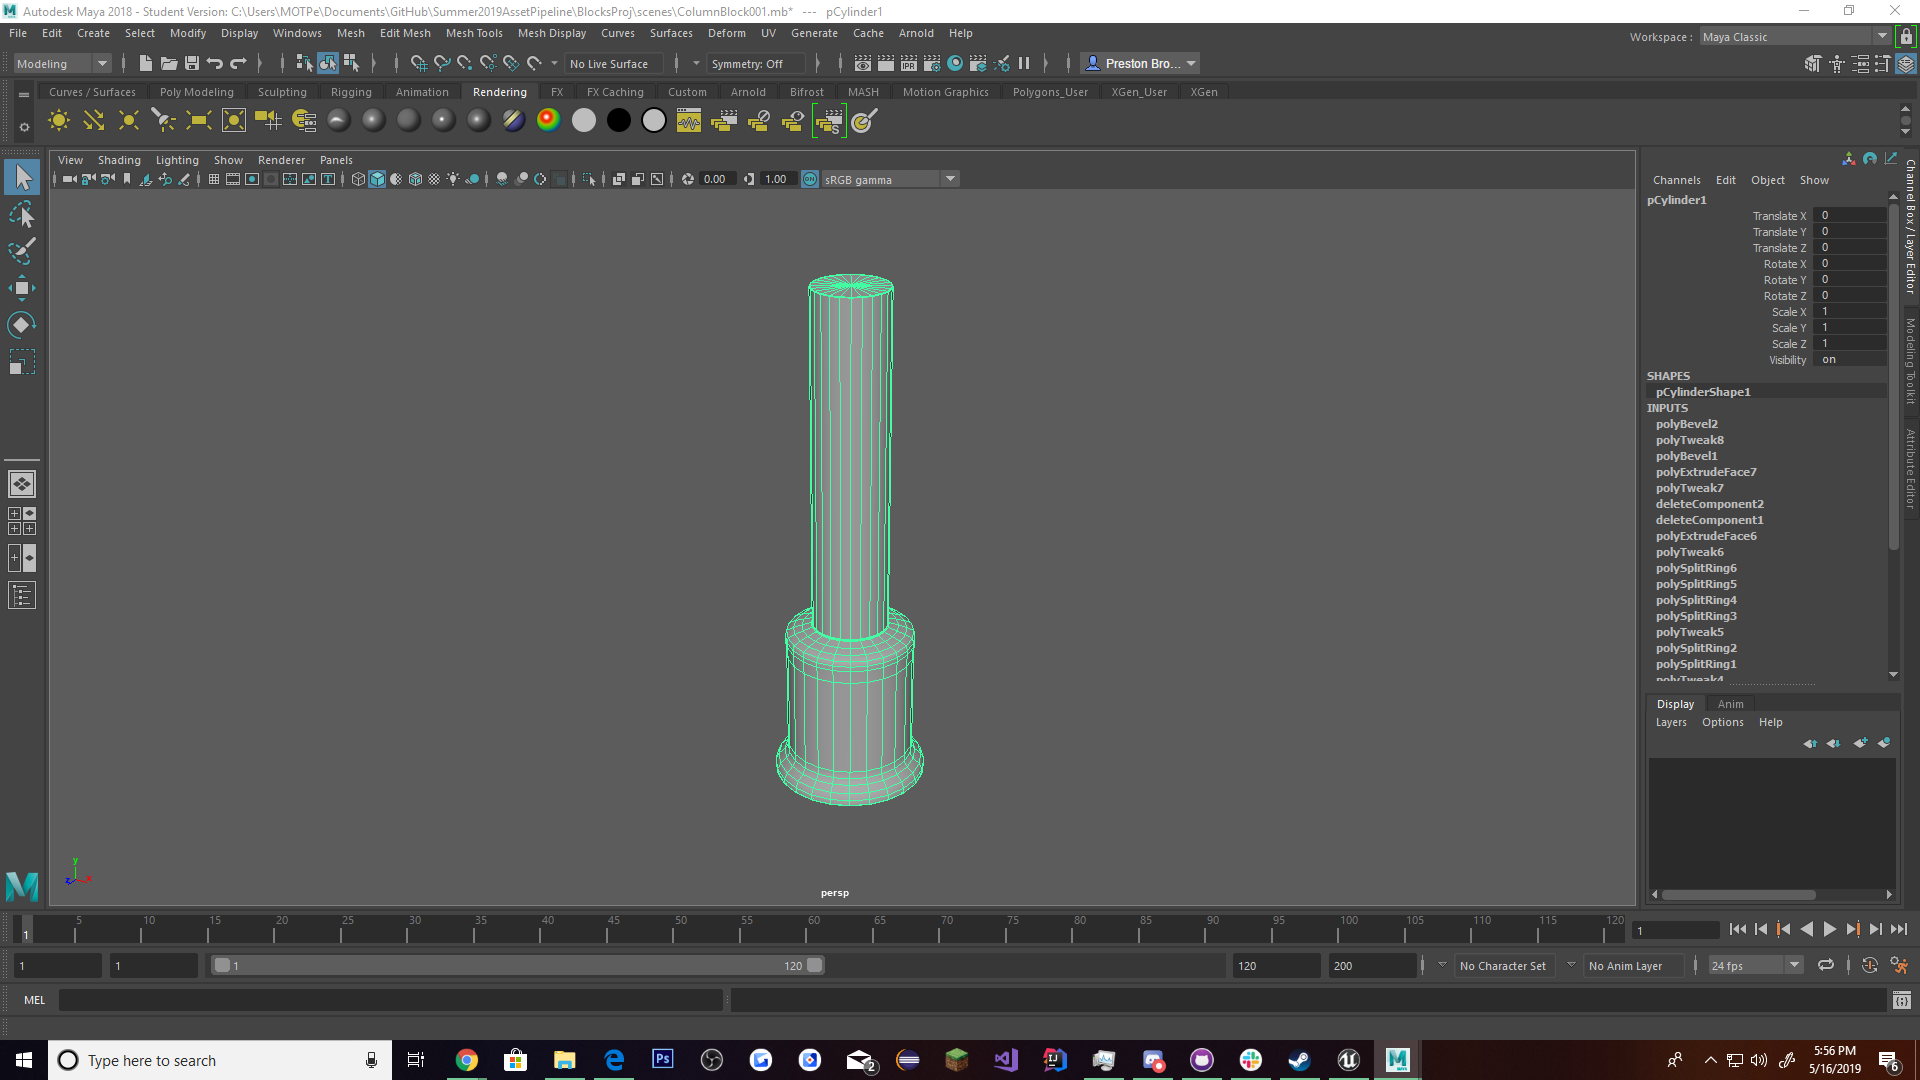 Autodesk Maya 2018 - Student Version: C:\Users\MOTPe\Documents\GitHub\Summer2019AssetPipeline\BlocksProj\scenes\ColumnBlock001.mb*  ---  pCylinder1
File Edit Create Select Modify Display Windows Mesh Edit Mesh Mesh Tools Mesh Display Curves Surfaces Deform UV Generate Cache Arnold Help
Workspace : Maya Classic
Modeling No Live Surface Symmetry: Off Preston Bro...
Curves / Surfaces Poly Modeling Sculpting Rigging Animation Rendering FX FX Caching Custom Arnold Bifrost MASH Motion Graphics Polygons_User XGen_User XGen
View Shading Lighting Show Renderer Panels
0.00 1.00 ON sRGB gamma
Channels Edit Object Show
pCylinder1
Translate X 0
Translate Y 0
Translate Z 0
Rotate X 0
Rotate Y 0
Rotate Z 0
Scale X 1
Scale Y 1
Scale Z 1
Visibility on
SHAPES
pCylinderShape1
INPUTS
polyBevel2
polyTweak8
polyBevel1
polyExtrudeFace7
polyTweak7
deleteComponent2
deleteComponent1
polyExtrudeFace6
polyTweak6
polySplitRing6
polySplitRing5
polySplitRing4
polySplitRing3
polyTweak5
polySplitRing2
polySplitRing1
polyTweak4
Channel Box / Layer Editor
Modeling Toolkit
Attribute Editor
Display Anim
Layers Options Help
y
z x
persp
5 10 15 20 25 30 35 40 45 50 55 60 65 70 75 80 85 90 95 100 105 110 115 120
1
1
1 1 1 120 120 200 No Character Set No Anim Layer 24 fps
MEL
Type here to search
2
5:56 PM
5/16/2019
6